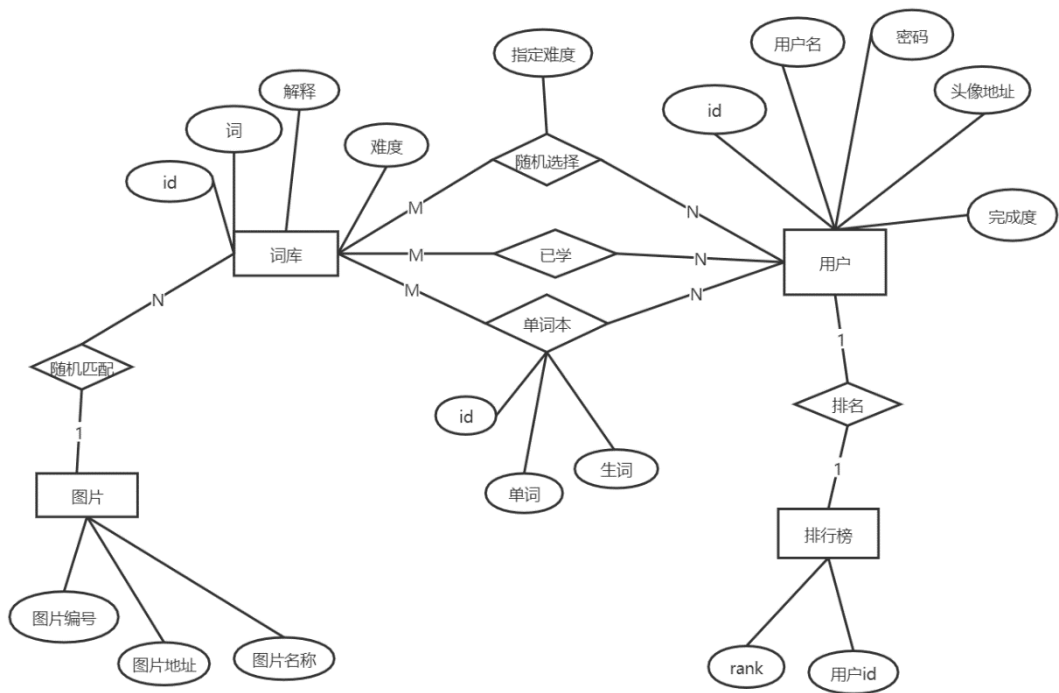 指定难度
用户名
密码
解释
头像地址
id
词
难度
随机选择
id
M
N
完成度
词库
M
已学
N
用户
N
M
N
单词本
1
随机匹配
id
排名
1
生词
1
单词
图片
排行榜
图片编号
图片地址
图片名称
rank
用户id